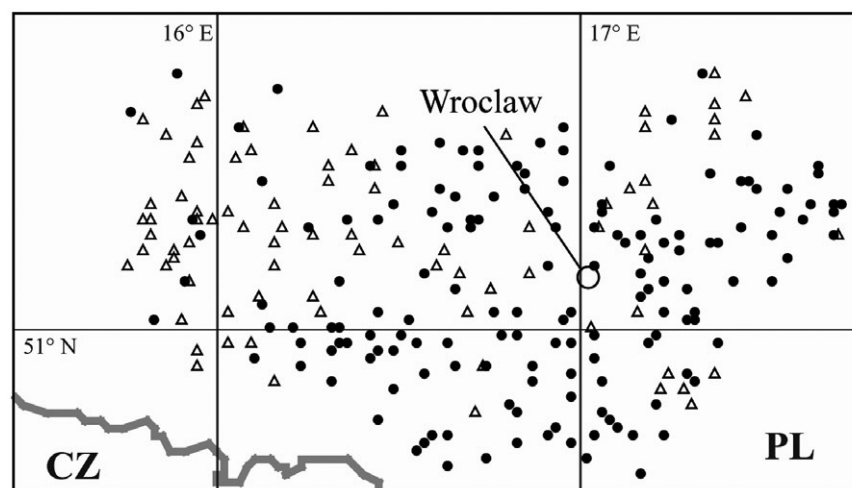 16° E
17° E
Wroclaw
51° N
CZ
PL